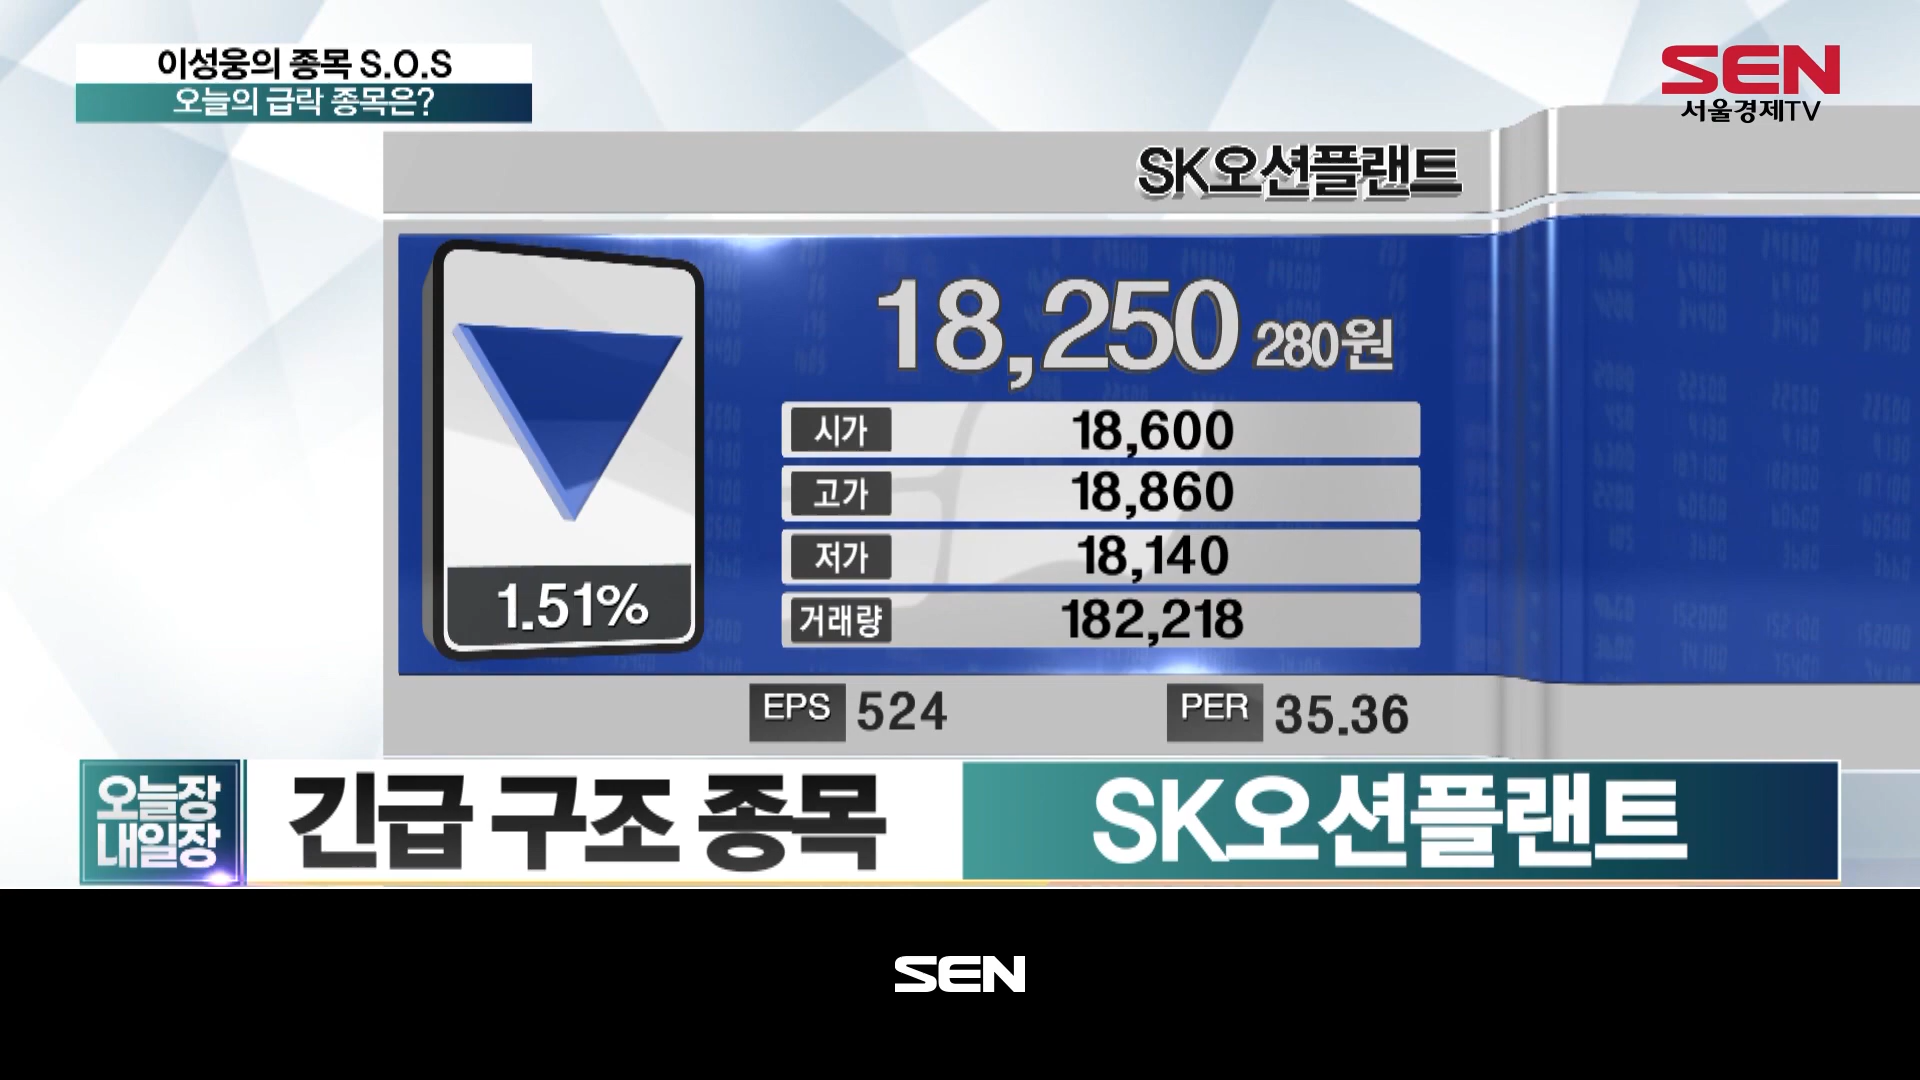 이성웅의 종목 S.O.S
오늘의 급락 종목은?
SEN
서울경제TV
SK오션플랜트
18,250 280원
시가 18,600
고가 18,860
저가 18,140
거래량 182,218
1.51%
EPS 524
PER 35.36
오늘장
내일장
긴급 구조 종목
SK오션플랜트
SEN